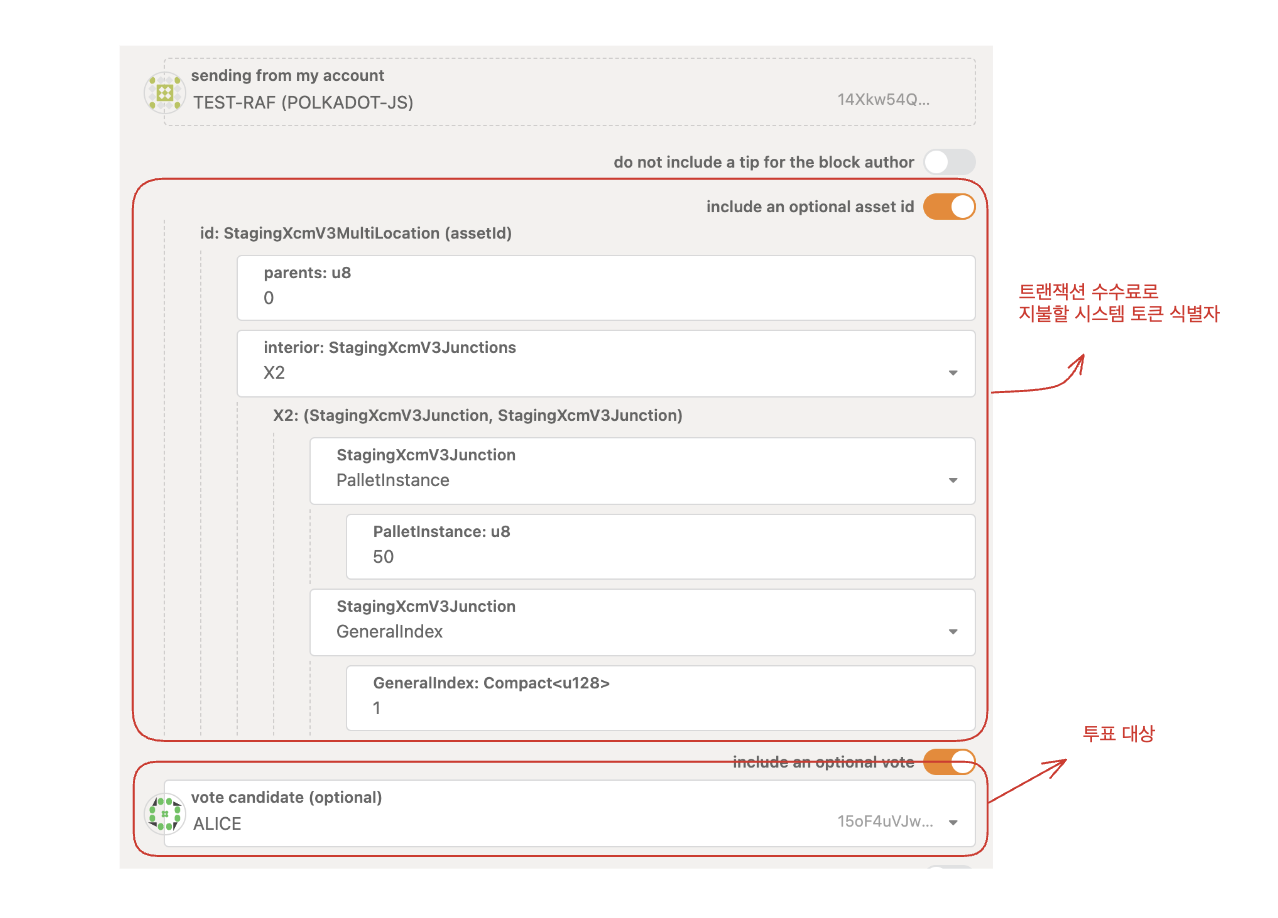 sending from my account
TEST-RAF (POLKADOT-JS)
14Xkw54Q...
do not include a tip for the block author
include an optional asset id
id: StagingXcmV3MultiLocation (assetId)
parents: u8
0
interior: StagingXcmV3Junctions
X2
X2: (StagingXcmV3Junction, StagingXcmV3Junction)
StagingXcmV3Junction
PalletInstance
PalletInstance: u8
50
StagingXcmV3Junction
GeneralIndex
GeneralIndex: Compact<u128>
1
트랜잭션 수수료로
지불할 시스템 토큰 식별자
include an optional vote
vote candidate (optional)
ALICE
15oF4uVJw...
투표 대상